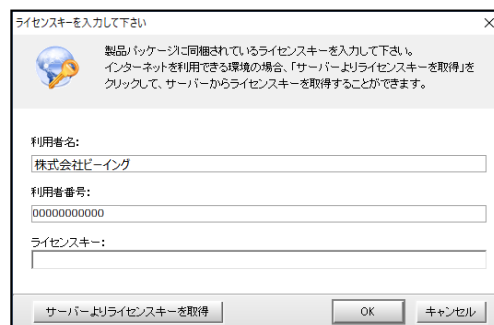 ライセンスキーを入力して下さい
製品パッケージに同梱されているライセンスキーを入力して下さい。
インターネットを利用できる環境の場合、「サーバーよりライセンスキーを取得」を
クリックして、サーバーからライセンスキーを取得することができます。
利用者名:
株式会社ビーイング
利用者番号:
00000000000
ライセンスキー:
サーバーよりライセンスキーを取得
OK
キャンセル